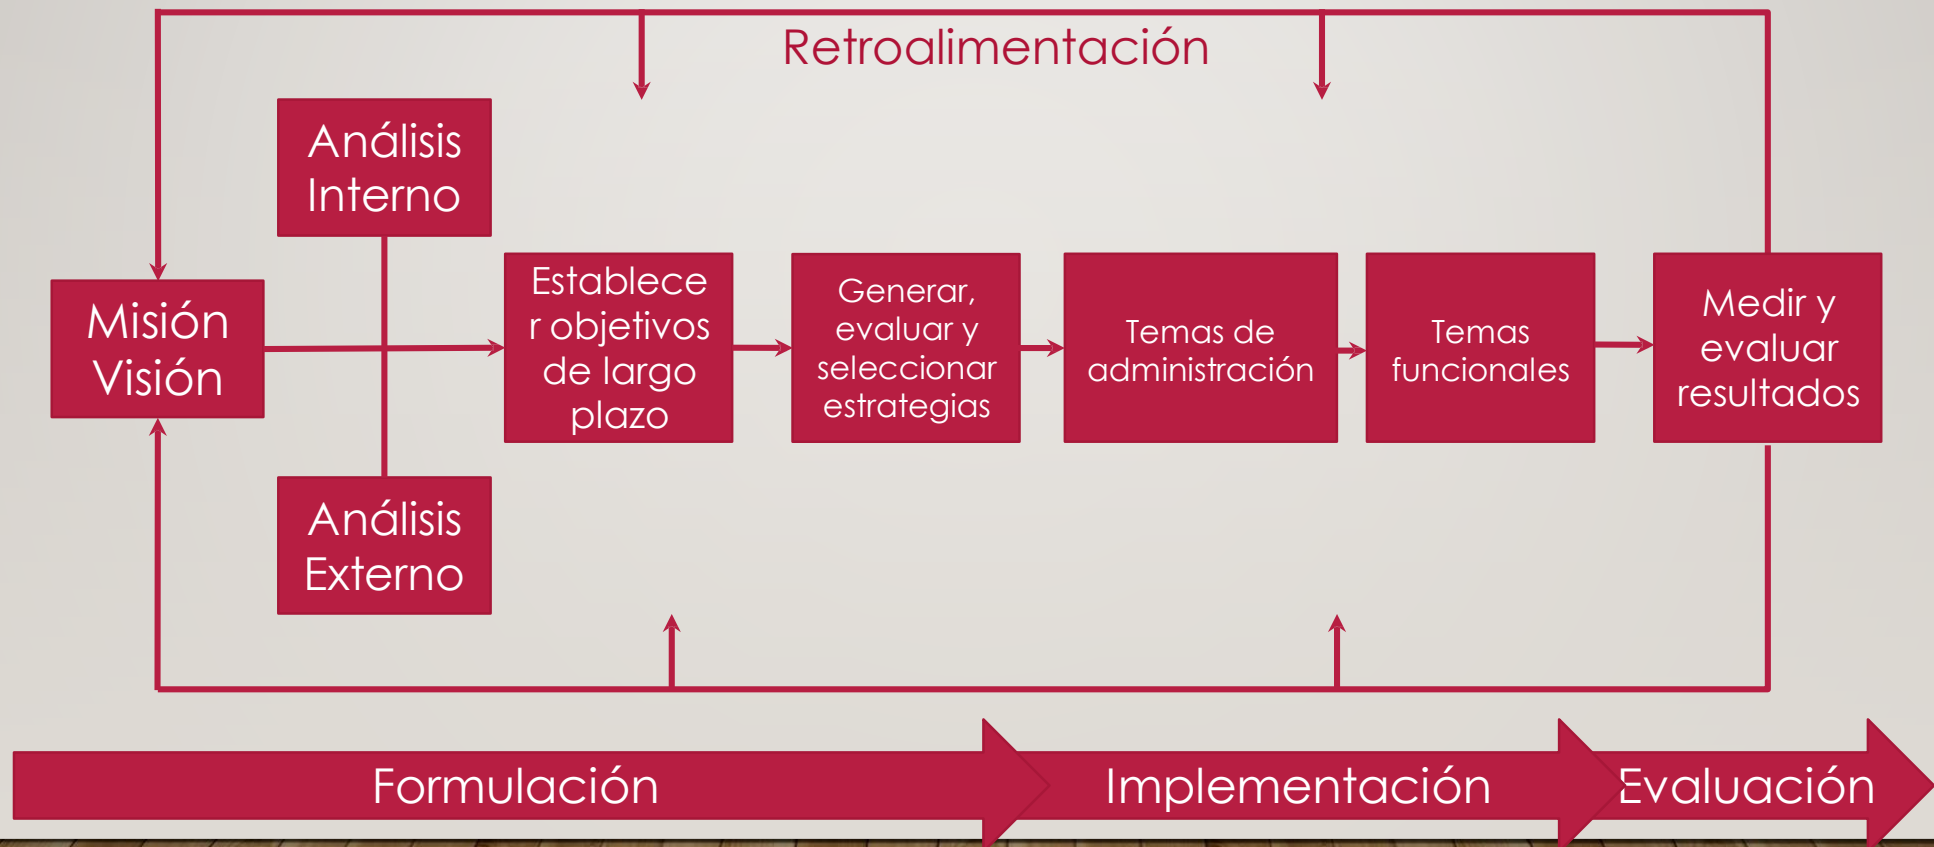 Retroalimentación
Análisis
Interno
Misión
Visión
Análisis
Externo
Establece
r objetivos
de largo
plazo
Generar,
evaluar y
seleccionar
estrategias
Temas de
administración
Temas
funcionales
Medir y
evaluar
resultados
Formulación
Implementación
Evaluación